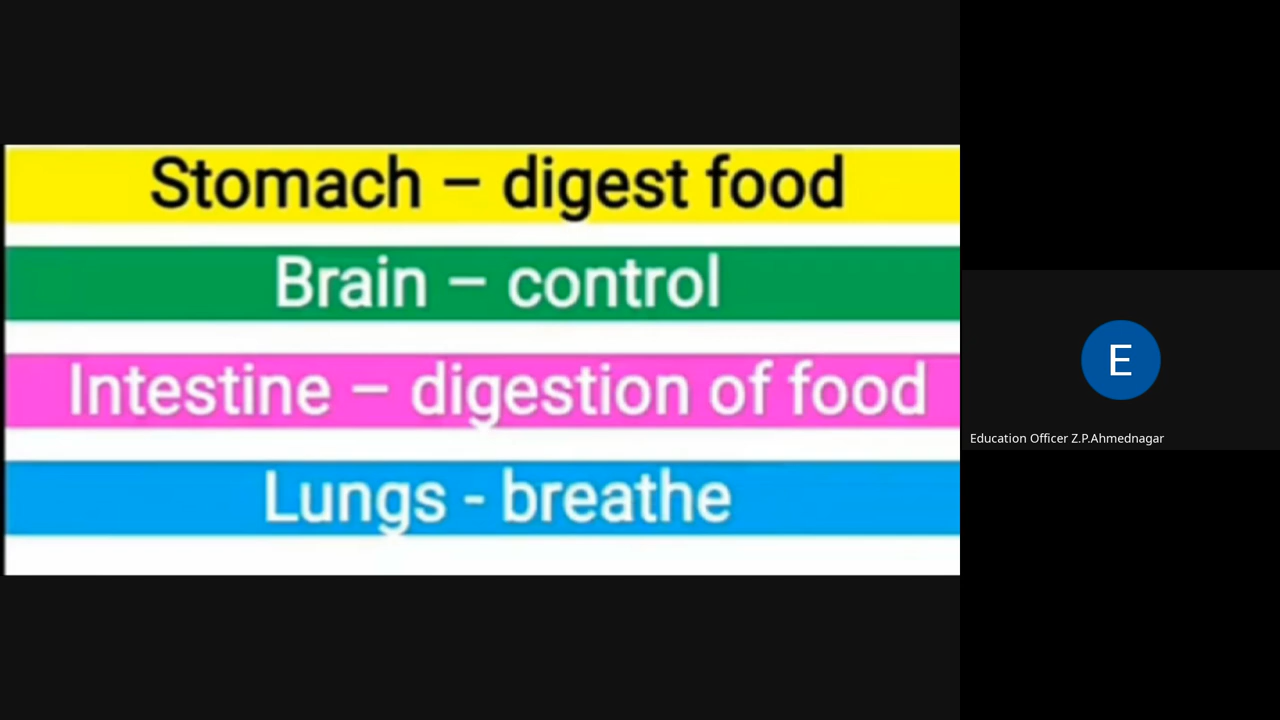 Stomach – digest food
Brain – control
Intestine – digestion of food
Lungs - breathe
E
Education Officer Z.P.Ahmednagar